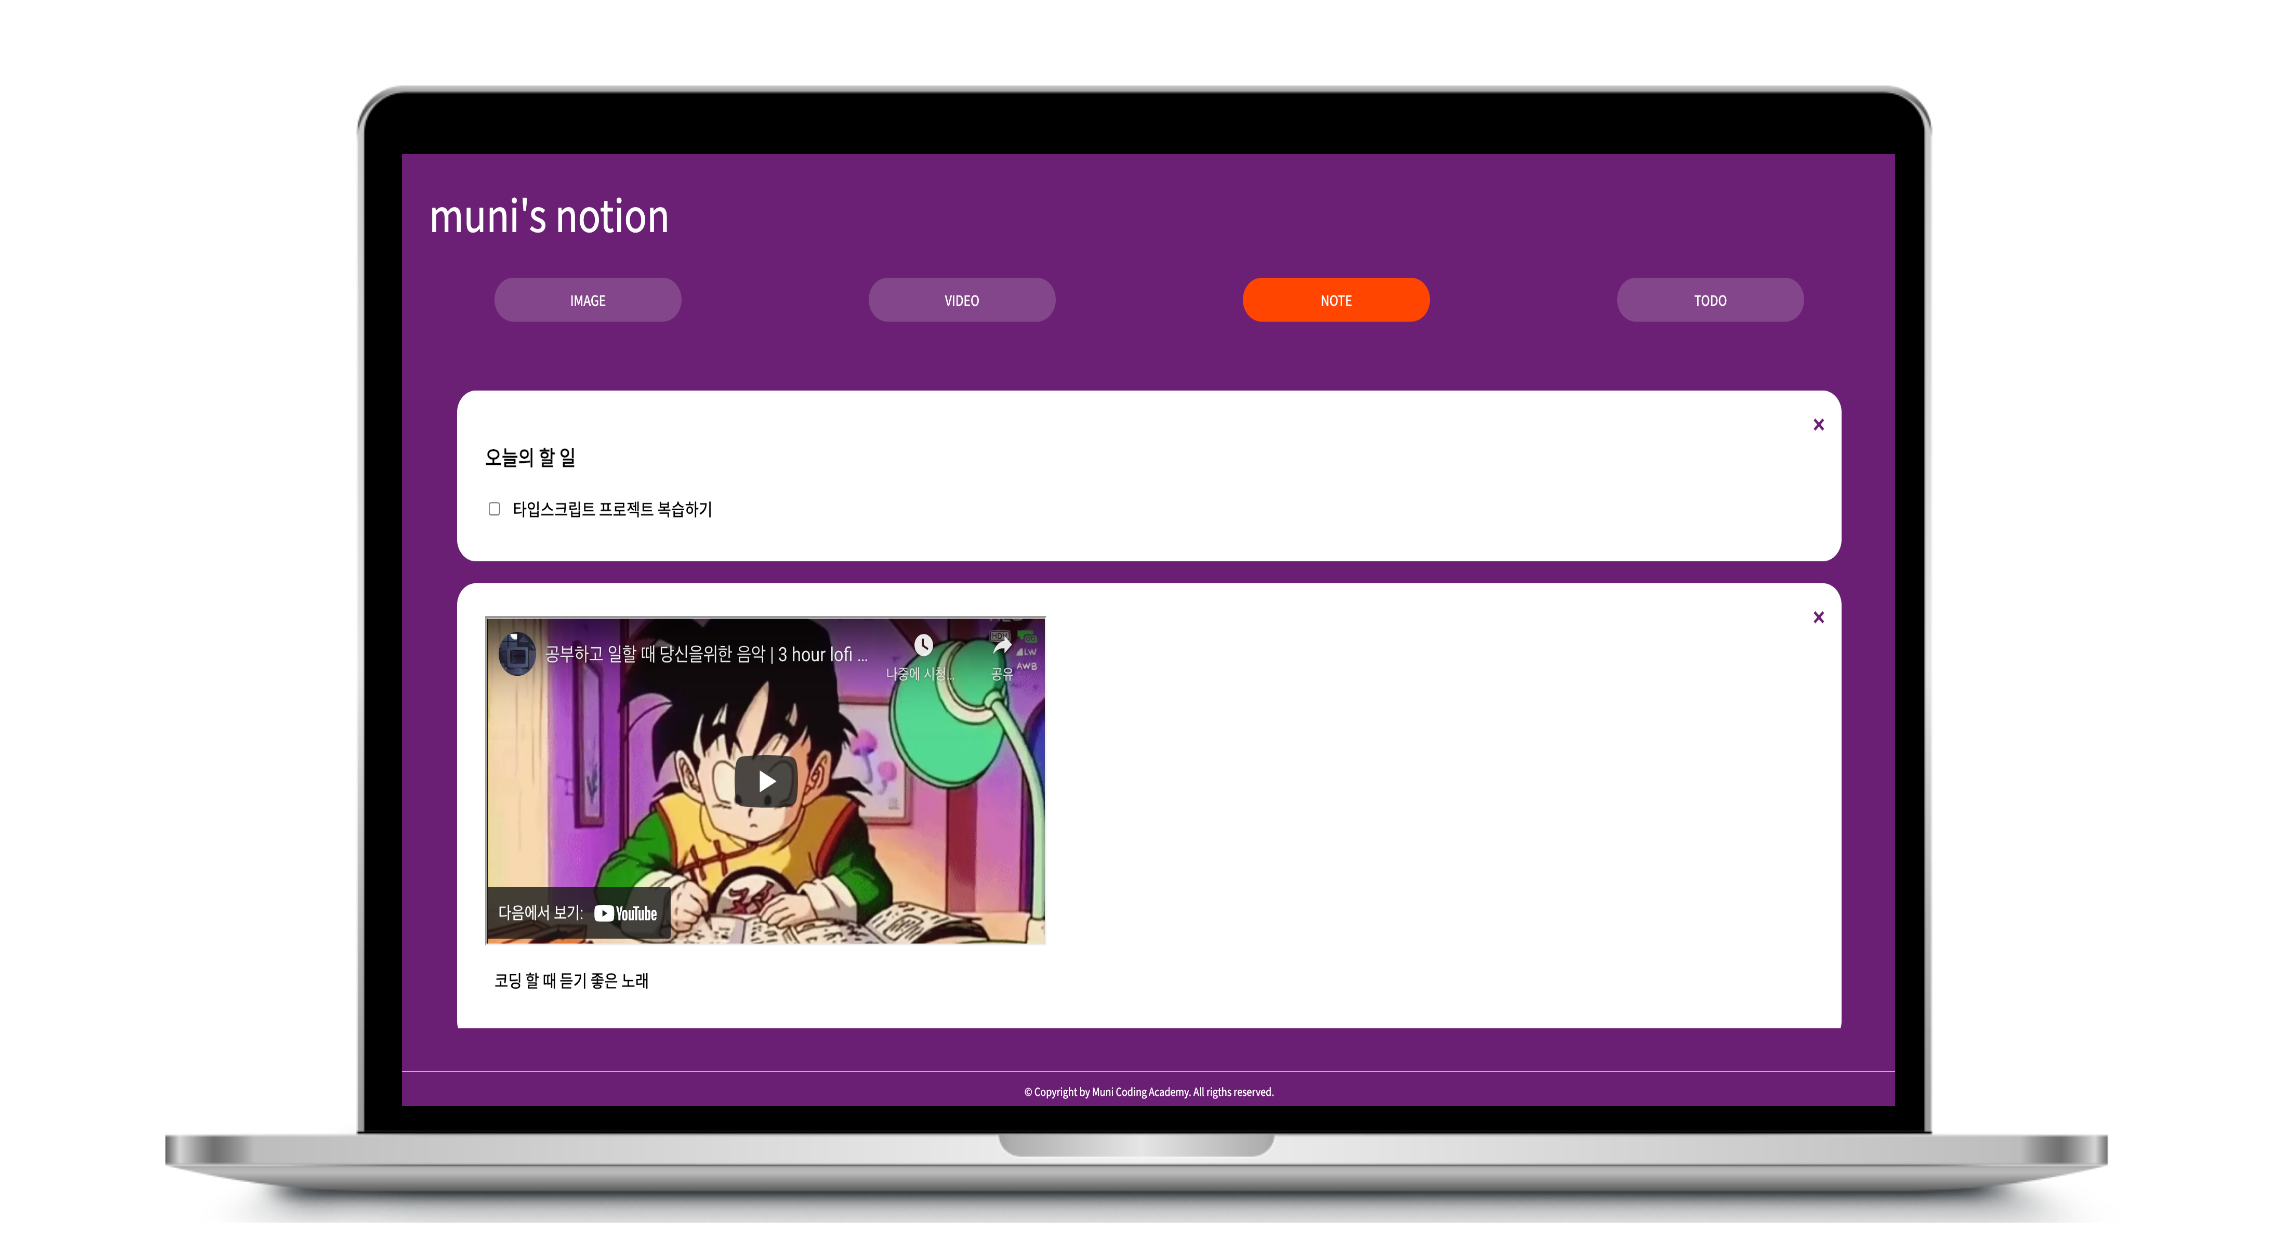 muni's notion
IMAGE
VIDEO
NOTE
TODO
×
오늘의 할 일
타입스크립트 프로젝트 복습하기
×
공부하고 일할 때 당신을위한 음악 | 3 hour lofi ...
나중에 시청...
공유
HDR
LW
AWB
다음에서 보기: YouTube
코딩 할 때 듣기 좋은 노래
© Copyright by Muni Coding Academy. All rigths reserved.